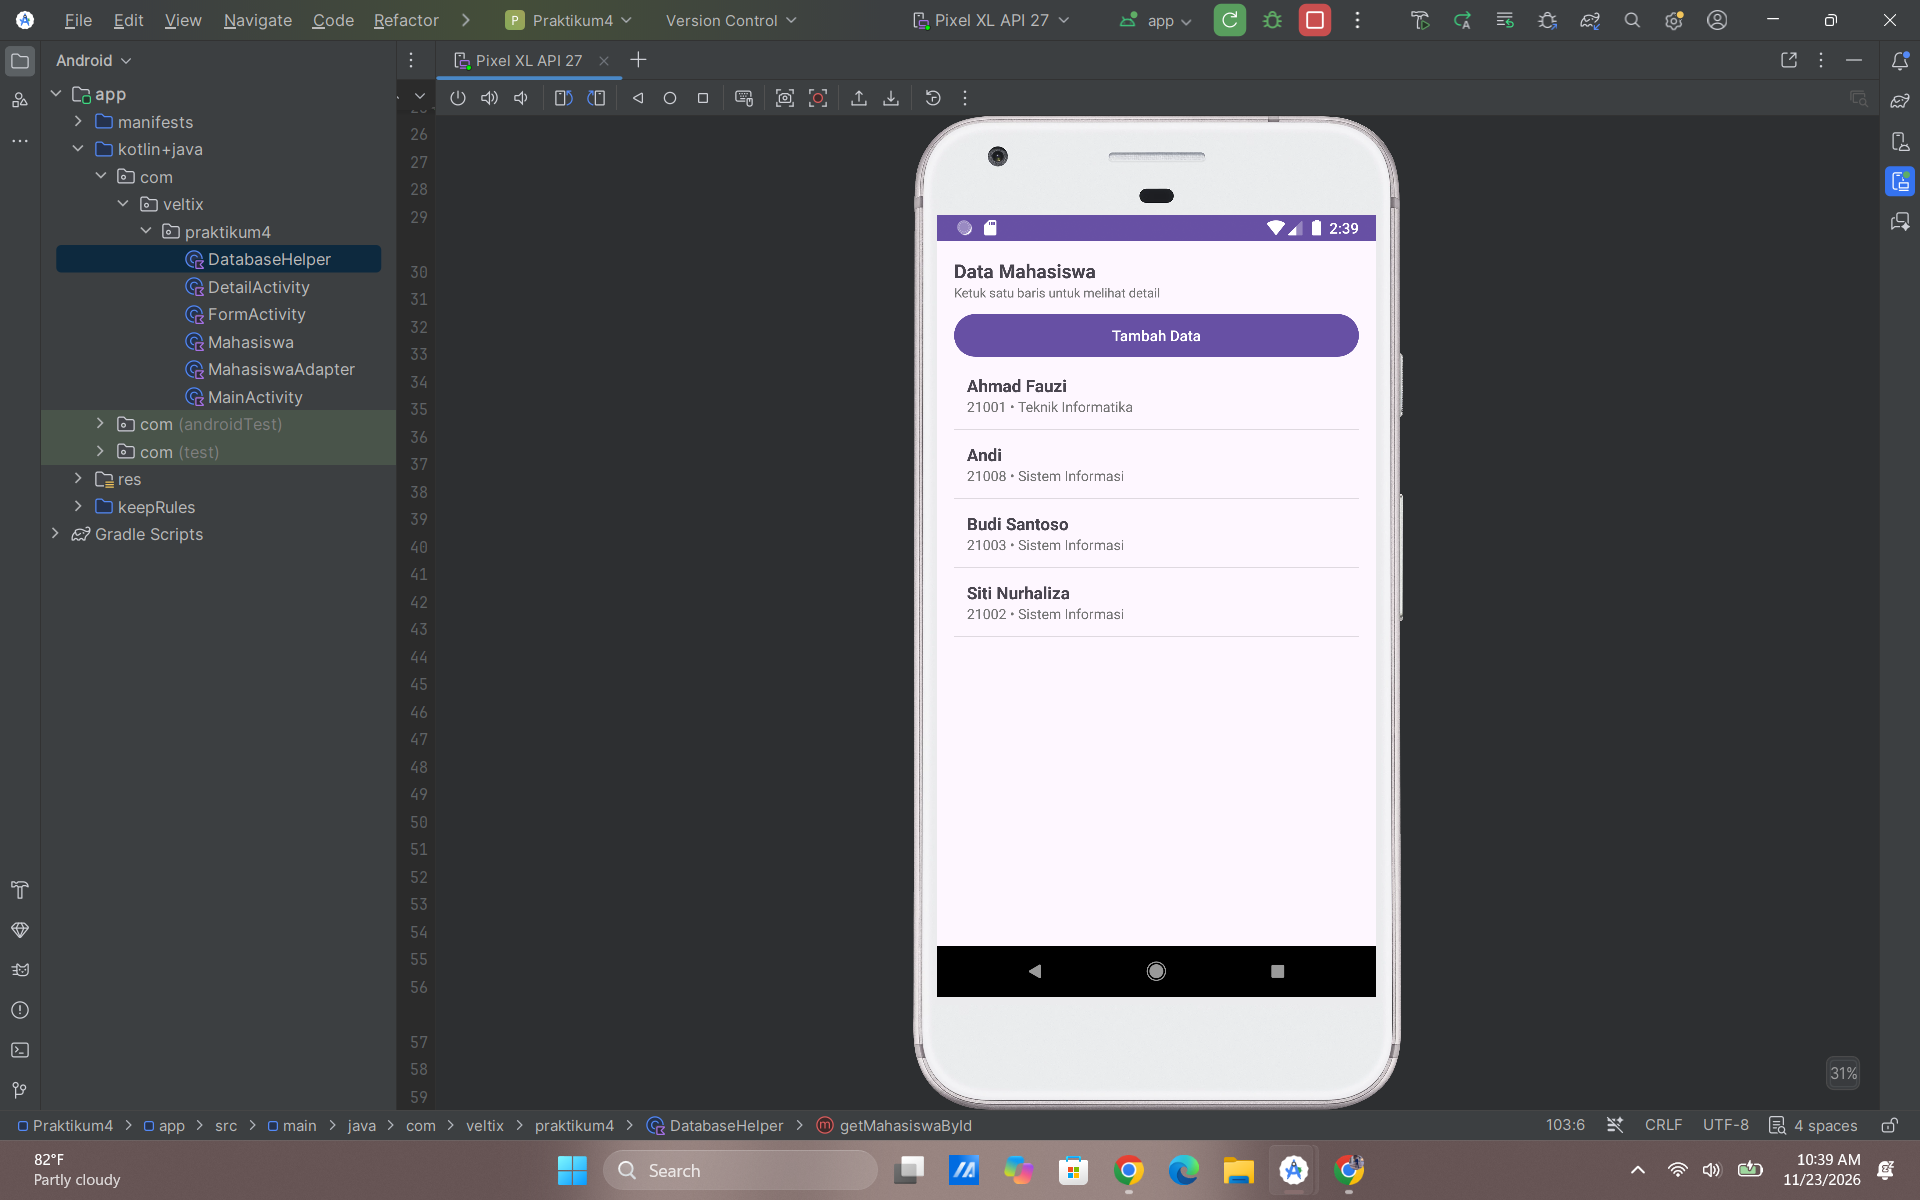 File Edit View Navigate Code Refactor P Praktikum4 Version Control Pixel XL API 27 app
Android
Pixel XL API 27
app
manifests
kotlin+java
com
veltix
praktikum4
DatabaseHelper
DetailActivity
FormActivity
Mahasiswa
MahasiswaAdapter
MainActivity
com (androidTest)
com (test)
res
keepRules
Gradle Scripts
26
27
28
29
30
31
32
33
34
35
36
37
38
39
40
41
42
43
44
45
46
47
48
49
50
51
52
53
54
55
56
57
58
59
2:39
Data Mahasiswa
Ketuk satu baris untuk melihat detail
Tambah Data
Ahmad Fauzi
21001 • Teknik Informatika
Andi
21008 • Sistem Informasi
Budi Santoso
21003 • Sistem Informasi
Siti Nurhaliza
21002 • Sistem Informasi
31%
Praktikum4 app src main java com veltix praktikum4 DatabaseHelper m getMahasiswaById 103:6 CRLF UTF-8 4 spaces
82°F
Partly cloudy
Search
10:39 AM
11/23/2026